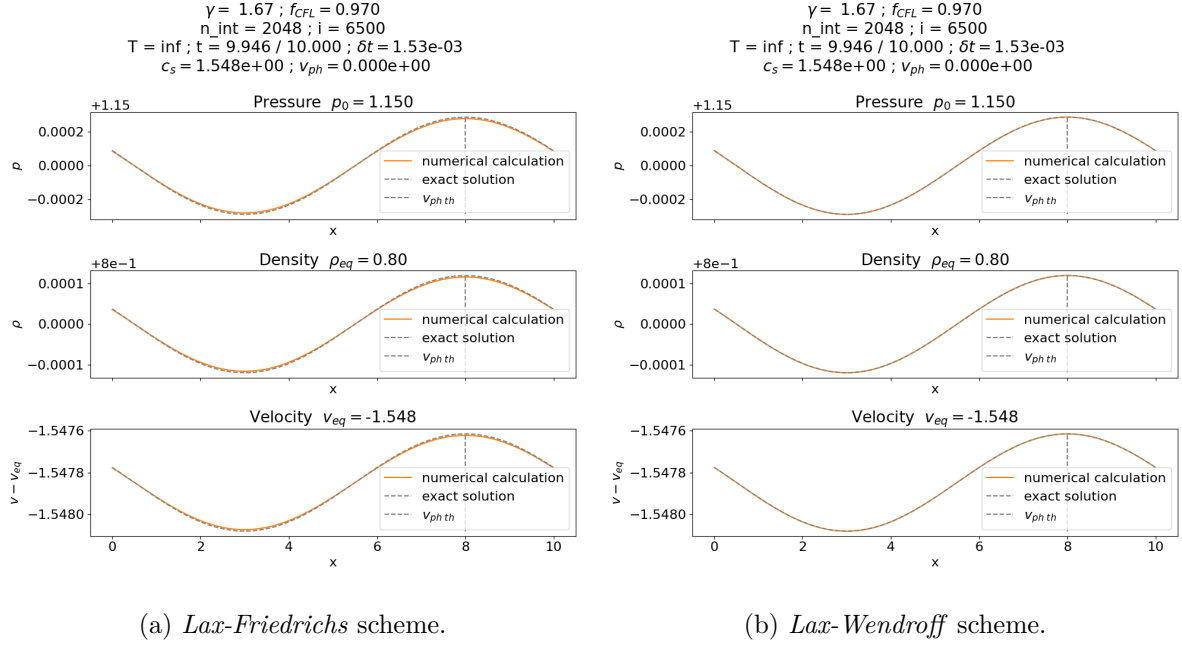 γ = 1.67 ; f_CFL = 0.970
n_int = 2048 ; i = 6500
T = inf ; t = 9.946 / 10.000 ; δt = 1.53e-03
c_s = 1.548e+00 ; v_ph = 0.000e+00
+1.15
Pressure p_0 = 1.150
0.0002
0.0000
−0.0002
p
numerical calculation
exact solution
v_ph th
x
+8e−1
Density ρ_eq = 0.80
0.0001
0.0000
−0.0001
ρ
numerical calculation
exact solution
v_ph th
x
Velocity v_eq = -1.548
−1.5476
−1.5478
−1.5480
v − v_eq
numerical calculation
exact solution
v_ph th
0 2 4 6 8 10
x
(a) Lax-Friedrichs scheme.
γ = 1.67 ; f_CFL = 0.970
n_int = 2048 ; i = 6500
T = inf ; t = 9.946 / 10.000 ; δt = 1.53e-03
c_s = 1.548e+00 ; v_ph = 0.000e+00
+1.15
Pressure p_0 = 1.150
0.0002
0.0000
−0.0002
p
numerical calculation
exact solution
v_ph th
x
+8e−1
Density ρ_eq = 0.80
0.0001
0.0000
−0.0001
ρ
numerical calculation
exact solution
v_ph th
x
Velocity v_eq = -1.548
−1.5476
−1.5478
−1.5480
v − v_eq
numerical calculation
exact solution
v_ph th
0 2 4 6 8 10
x
(b) Lax-Wendroff scheme.